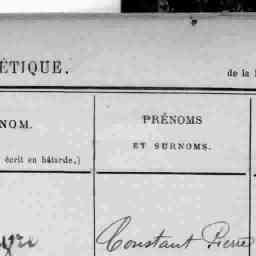 ÉTIQUE.
de la
NOM.
écrit en bâtarde.)
PRÉNOMS
ET SURNOMS.
Constant Pierre